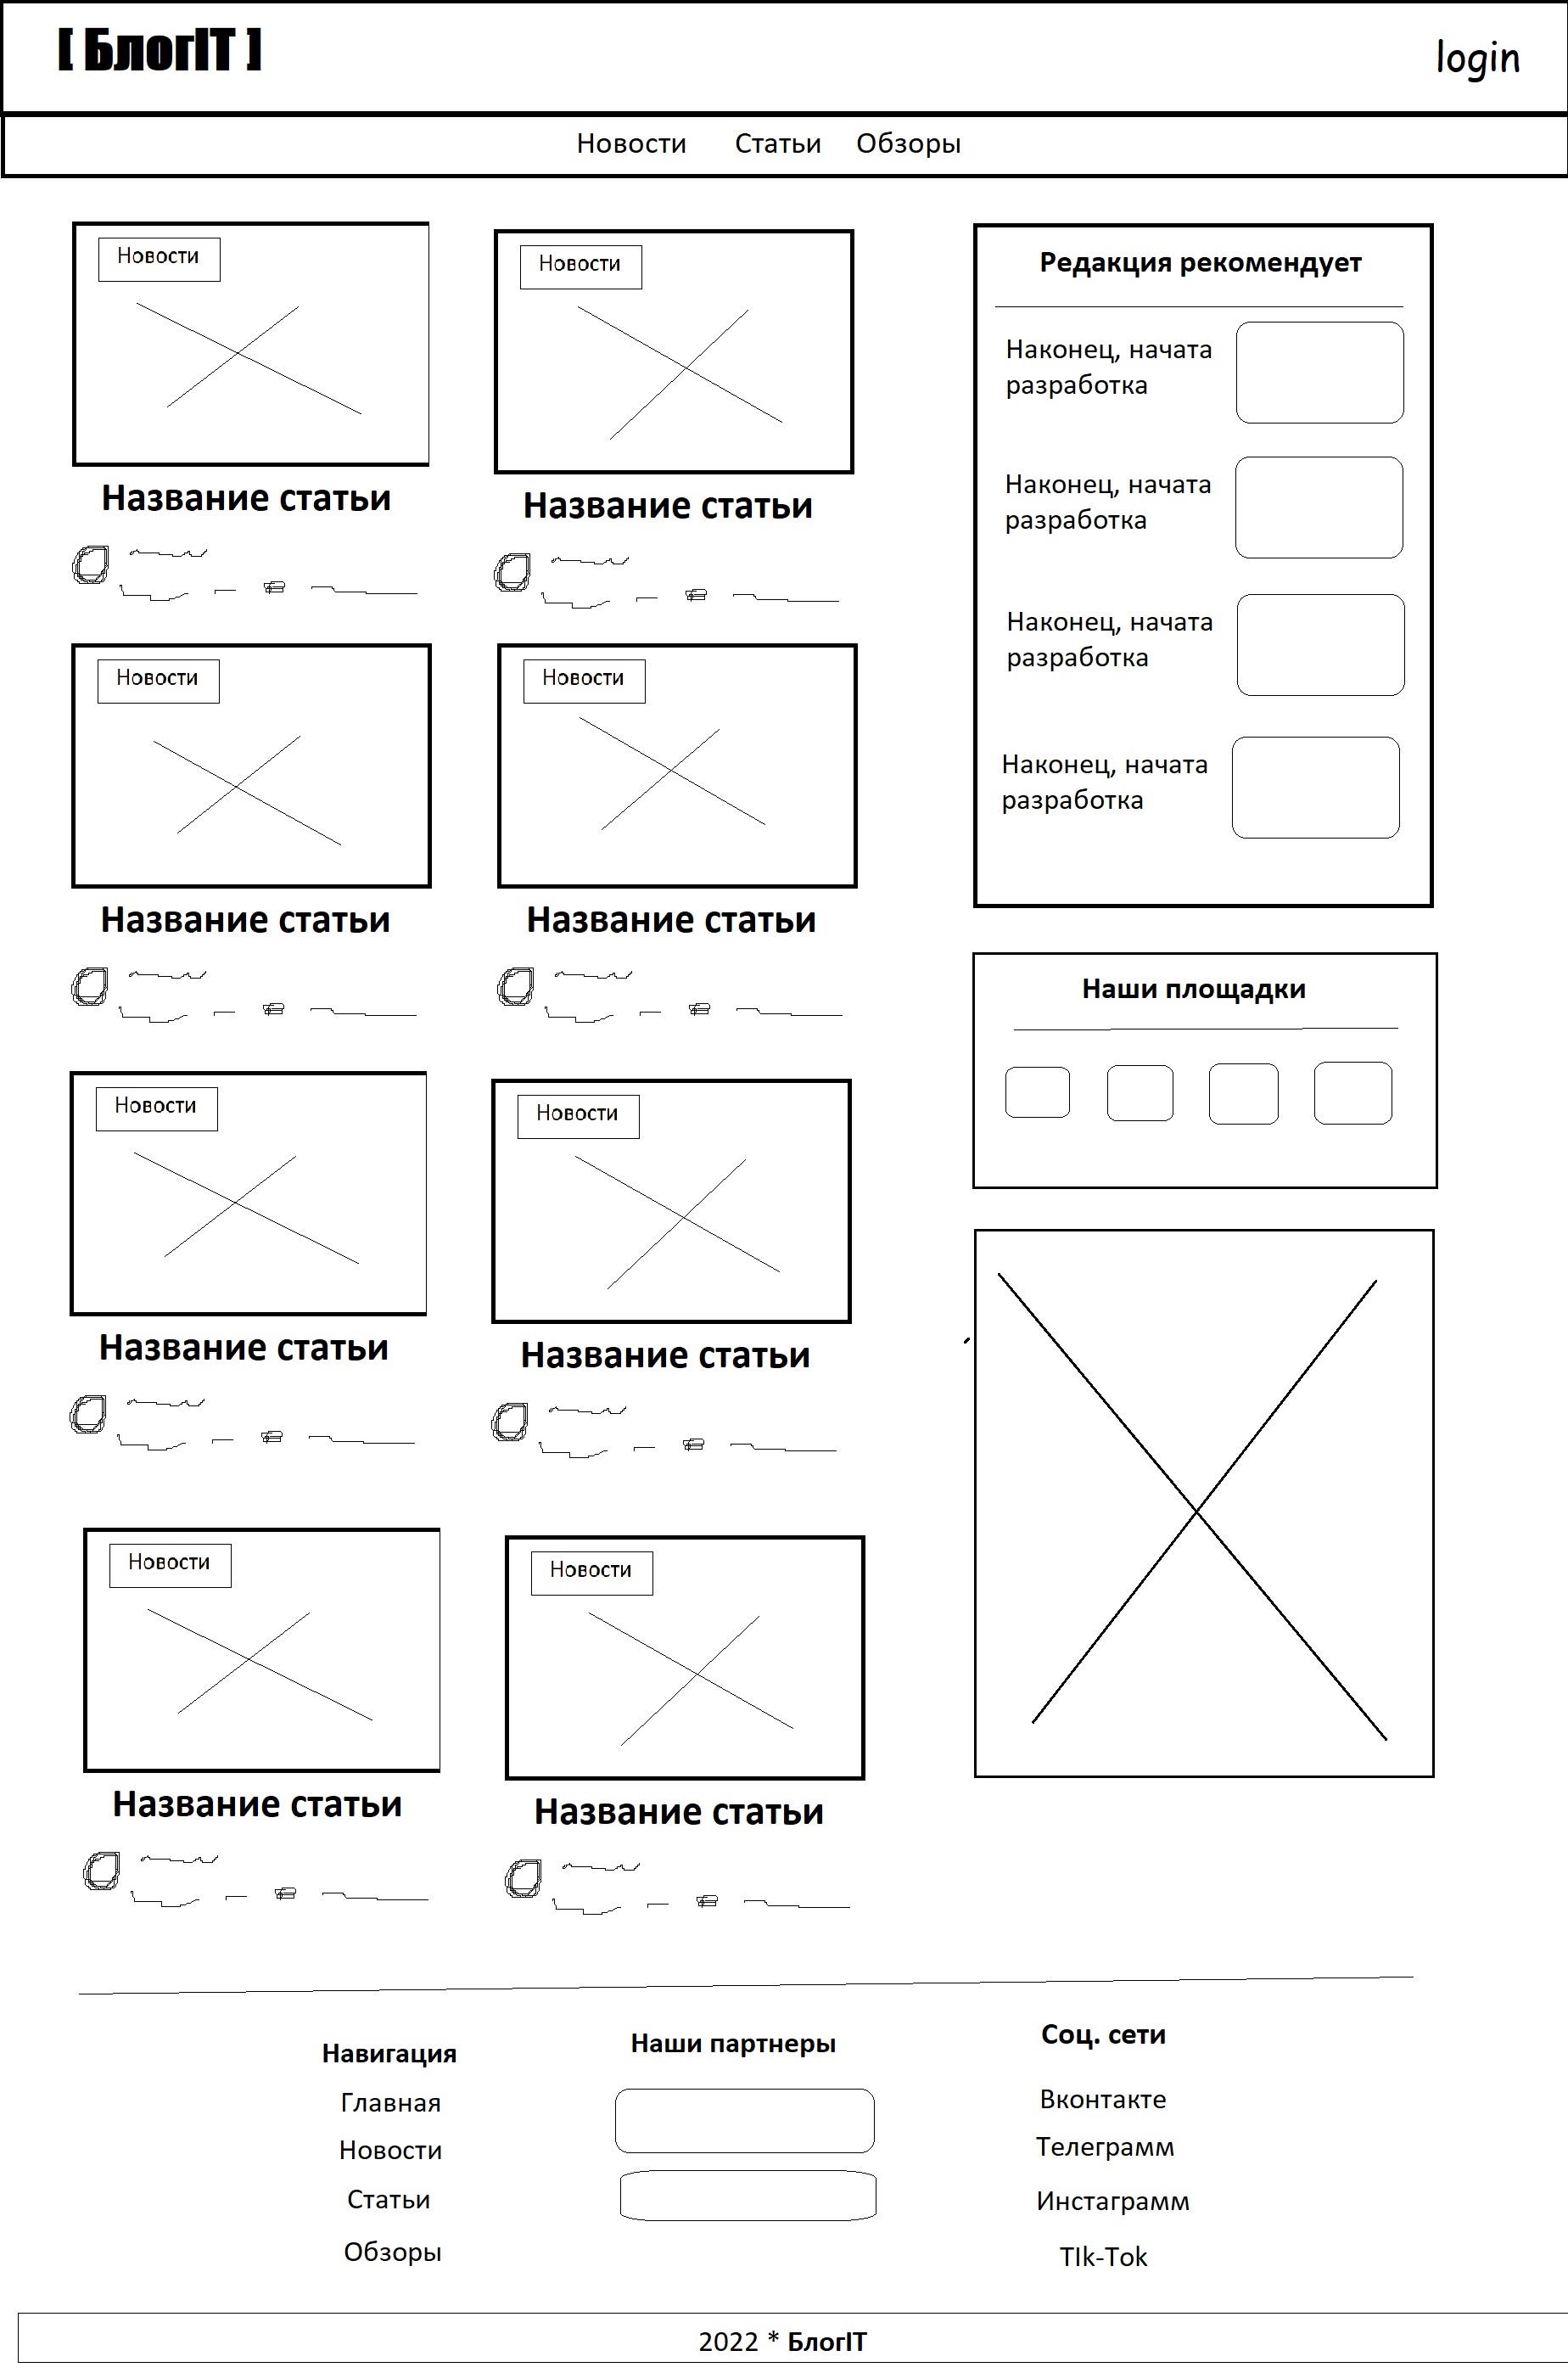 [ БлогIT ]
login
Новости Статьи Обзоры
Новости
Название статьи
Новости
Название статьи
Новости
Название статьи
Новости
Название статьи
Новости
Название статьи
Новости
Название статьи
Новости
Название статьи
Новости
Название статьи
Редакция рекомендует
Наконец, начата
разработка
Наконец, начата
разработка
Наконец, начата
разработка
Наконец, начата
разработка
Наши площадки
Навигация
Главная
Новости
Статьи
Обзоры
Наши партнеры
Соц. сети
Вконтакте
Телеграмм
Инстаграмм
TIk-Tok
2022 * БлогIT